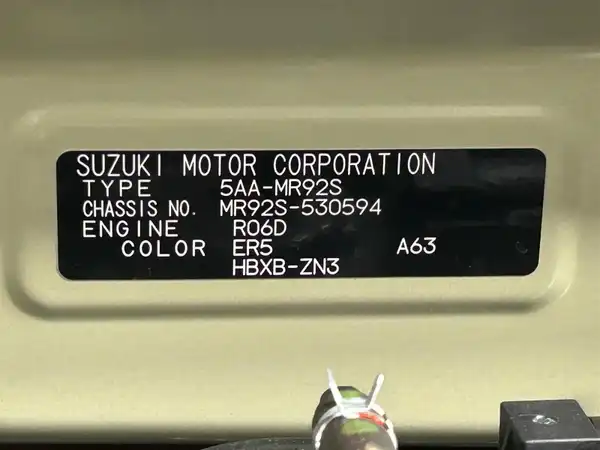 SUZUKI MOTOR CORPORATION
TYPE 5AA-MR92S
CHASSIS NO. MR92S-530594
ENGINE R06D
COLOR ER5 A63
HBXB-ZN3